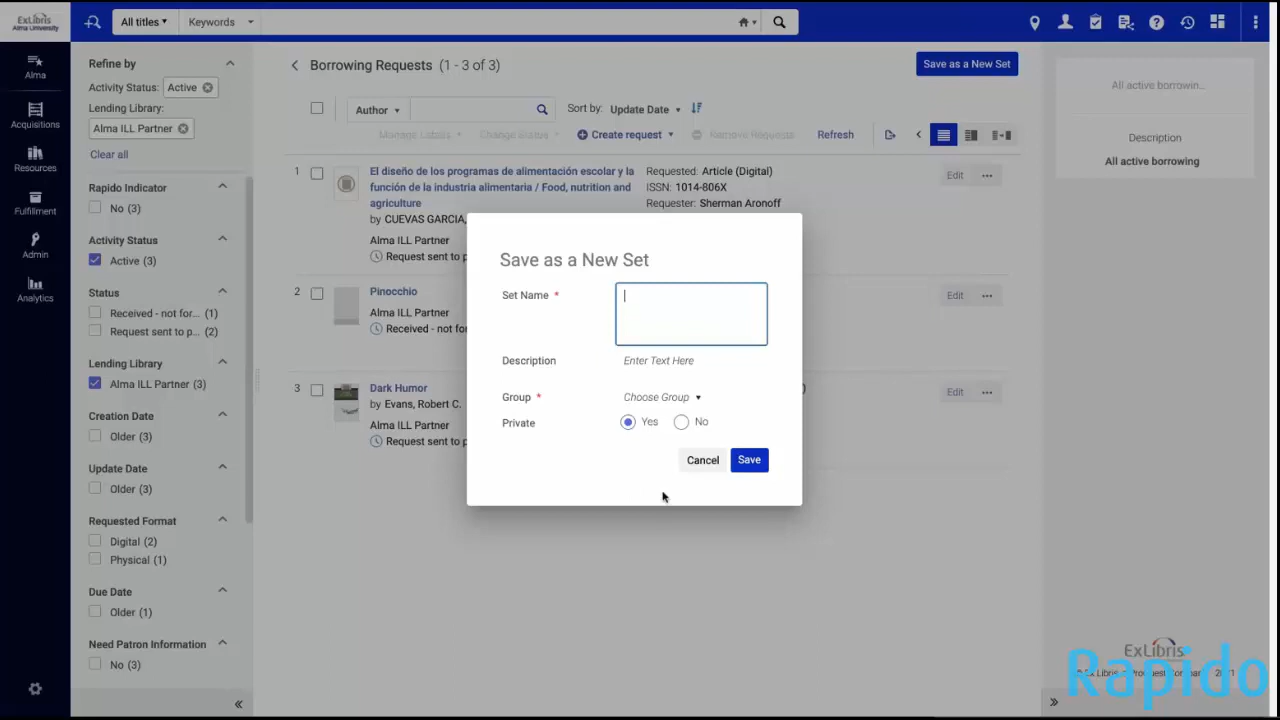 ExLibris
Alma University
All titles
Keywords
Alma
Acquisitions
Resources
Fulfillment
Admin
Analytics
Refine by
Activity Status: Active
Lending Library:
Alma ILL Partner
Clear all
Rapido Indicator
No (3)
Activity Status
Active (3)
Status
Received - not for... (1)
Request sent to p... (2)
Lending Library
Alma ILL Partner (3)
Creation Date
Older (3)
Update Date
Older (3)
Requested Format
Digital (2)
Physical (1)
Due Date
Older (1)
Need Patron Information
No (3)
Borrowing Requests (1 - 3 of 3)
Save as a New Set
Author
Sort by: Update Date
Manage Labels
Change Status
Create request
Remove Requests
Refresh
1
El diseño de los programas de alimentación escolar y la
función de la industria alimentaria / Food, nutrition and
agriculture
by CUEVAS GARCIA,
Alma ILL Partner
Request sent to p
Requested: Article (Digital)
ISSN: 1014-806X
Requester: Sherman Aronoff
Edit
2
Pinocchio
Alma ILL Partner
Received - not for
Edit
3
Dark Humor
by Evans, Robert C.
Alma ILL Partner
Request sent to p
Edit
Save as a New Set
Set Name *
Description
Enter Text Here
Group *
Choose Group
Private
Yes
No
Cancel
Save
All active borrowin...
Description
All active borrowing
ExLibris
Rapido